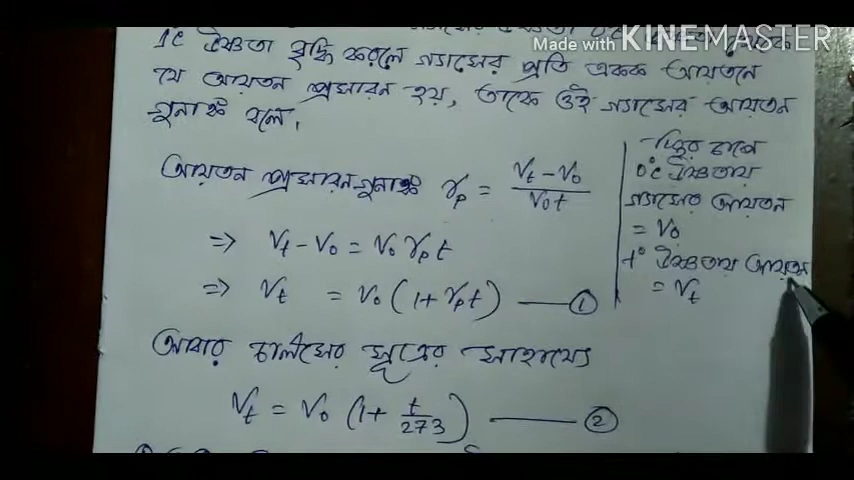 Made with KINEMASTER
1°C উষ্ণতা বৃদ্ধি করলে গ্যাসের প্রতি একক আয়তনে
যে আয়তন প্রসারন হয়, তাকে ওই গ্যাসের আয়তন
গুনাঙ্ক বলে।
আয়তন প্রসারন গুনাঙ্ক γp = (Vt – V0) / V0t
=> Vt – V0 = V0 γp t
=> Vt = V0 (1 + γp t) —— ①
স্থির চাপে
0°C উষ্ণতায়
গ্যাসের আয়তন
= V0
t° উষ্ণতায় আয়তন
= Vt
আবার চার্লসের সূত্রের সাহায্যে
Vt = V0 (1 + t/273) —— ②